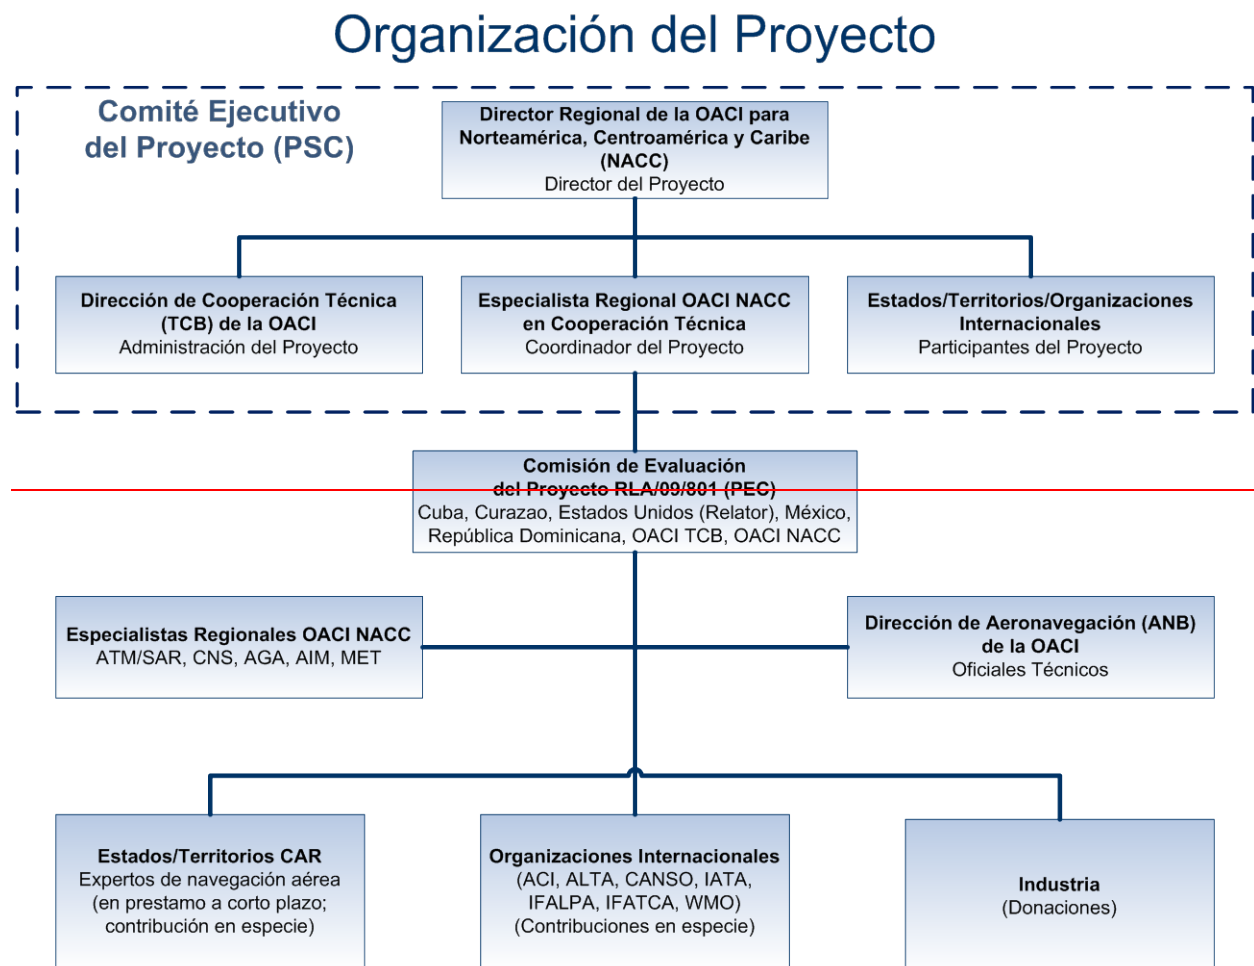 Organización del Proyecto
Comité Ejecutivo
del Proyecto (PSC)
Director Regional de la OACI para
Norteamérica, Centroamérica y Caribe
(NACC)
Director del Proyecto
Dirección de Cooperación Técnica
(TCB) de la OACI
Administración del Proyecto
Especialista Regional OACI NACC
en Cooperación Técnica
Coordinador del Proyecto
Estados/Territorios/Organizaciones
Internacionales
Participantes del Proyecto
Comisión de Evaluación
del Proyecto RLA/09/801 (PEC)
Cuba, Curazao, Estados Unidos (Relator), México,
República Dominicana, OACI TCB, OACI NACC
Especialistas Regionales OACI NACC
ATM/SAR, CNS, AGA, AIM, MET
Dirección de Aeronavegación (ANB)
de la OACI
Oficiales Técnicos
Estados/Territorios CAR
Expertos de navegación aérea
(en prestamo a corto plazo;
contribución en especie)
Organizaciones Internacionales
(ACI, ALTA, CANSO, IATA,
IFALPA, IFATCA, WMO)
(Contribuciones en especie)
Industria
(Donaciones)